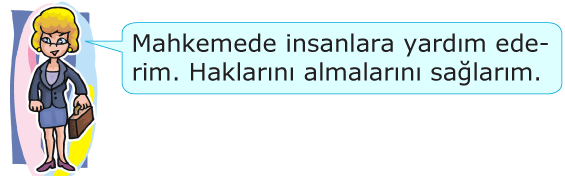 Mahkemede insanlara yardım ede-
rim. Haklarını almalarını sağlarım.